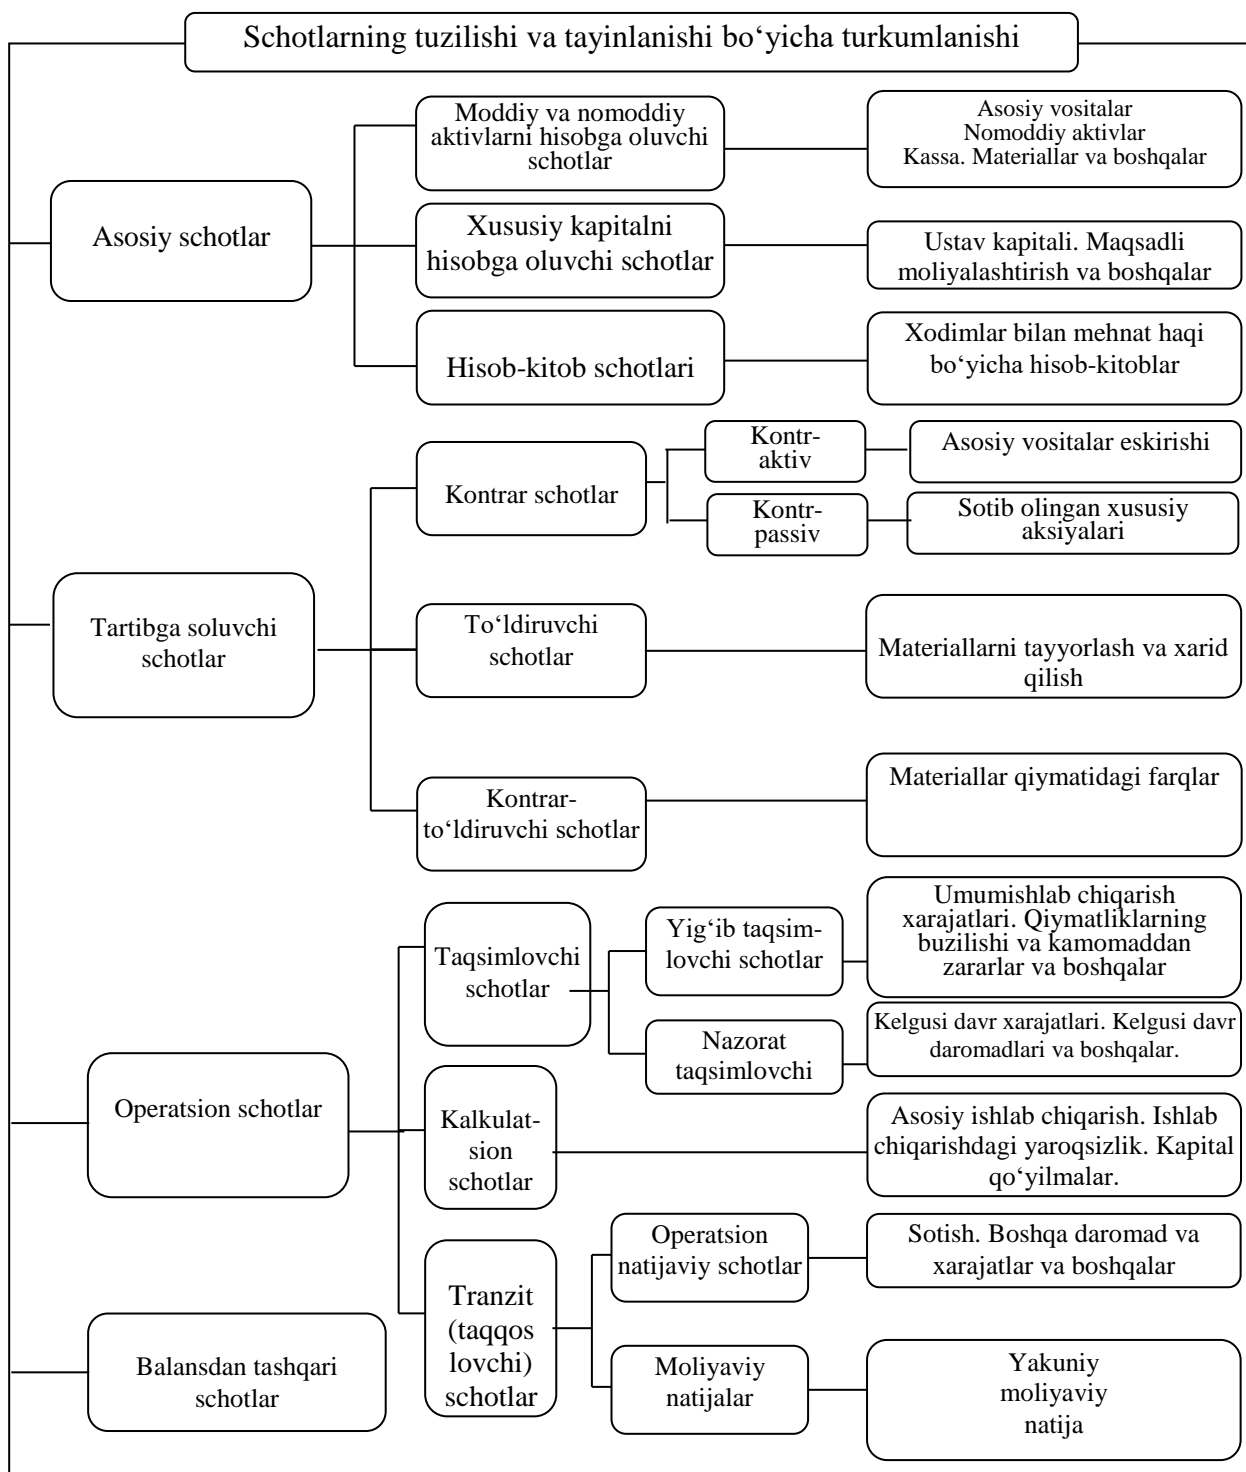 Schotlarning tuzilishi va tayinlanishi bo‘yicha turkumlanishi
Asosiy schotlar
Moddiy va nomoddiy
aktivlarni hisobga oluvchi
schotlar
Asosiy vositalar
Nomoddiy aktivlar
Kassa. Materiallar va boshqalar
Xususiy kapitalni
hisobga oluvchi schotlar
Ustav kapitali. Maqsadli
moliyalashtirish va boshqalar
Hisob-kitob schotlari
Xodimlar bilan mehnat haqi
bo‘yicha hisob-kitoblar
Tartibga soluvchi
schotlar
Kontrar schotlar
Kontr-
aktiv
Asosiy vositalar eskirishi
Kontr-
passiv
Sotib olingan xususiy
aksiyalari
To‘ldiruvchi
schotlar
Materiallarni tayyorlash va xarid
qilish
Kontrar-
to‘ldiruvchi schotlar
Materiallar qiymatidagi farqlar
Operatsion schotlar
Taqsimlovchi
schotlar
Yig‘ib taqsim-
lovchi schotlar
Umumishlab chiqarish
xarajatlari. Qiymatliklarning
buzilishi va kamomaddan
zararlar va boshqalar
Nazorat
taqsimlovchi
Kelgusi davr xarajatlari. Kelgusi davr
daromadlari va boshqalar.
Kalkulat-
sion
schotlar
Asosiy ishlab chiqarish. Ishlab
chiqarishdagi yaroqsizlik. Kapital
qo‘yilmalar.
Tranzit
(taqqos
lovchi)
schotlar
Operatsion
natijaviy schotlar
Sotish. Boshqa daromad va
xarajatlar va boshqalar
Moliyaviy
natijalar
Yakuniy
moliyaviy
natija
Balansdan tashqari
schotlar